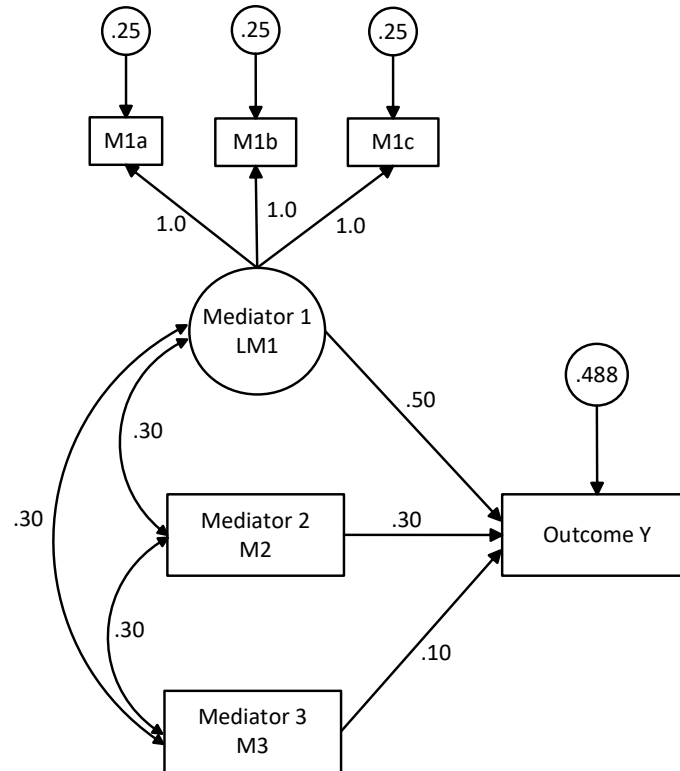 .25 .25 .25
M1a M1b M1c
1.0 1.0 1.0
Mediator 1
LM1
.488
.50
.30
.30
Mediator 2
M2
.30
Outcome Y
.30
.10
Mediator 3
M3